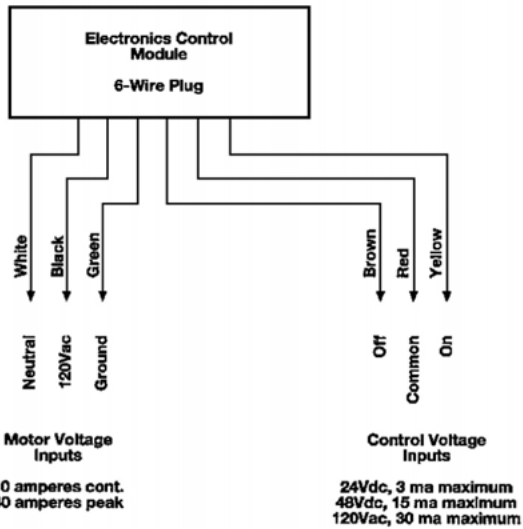 Electronics Control
Module
6-Wire Plug
White
Black
Green
Brown
Red
Yellow
Neutral
120Vac
Ground
Off
Common
On
Motor Voltage
Inputs
0 amperes cont.
0 amperes peak
Control Voltage
Inputs
24Vdc, 3 ma maximum
48Vdc, 15 ma maximum
120Vac, 30 ma maximum